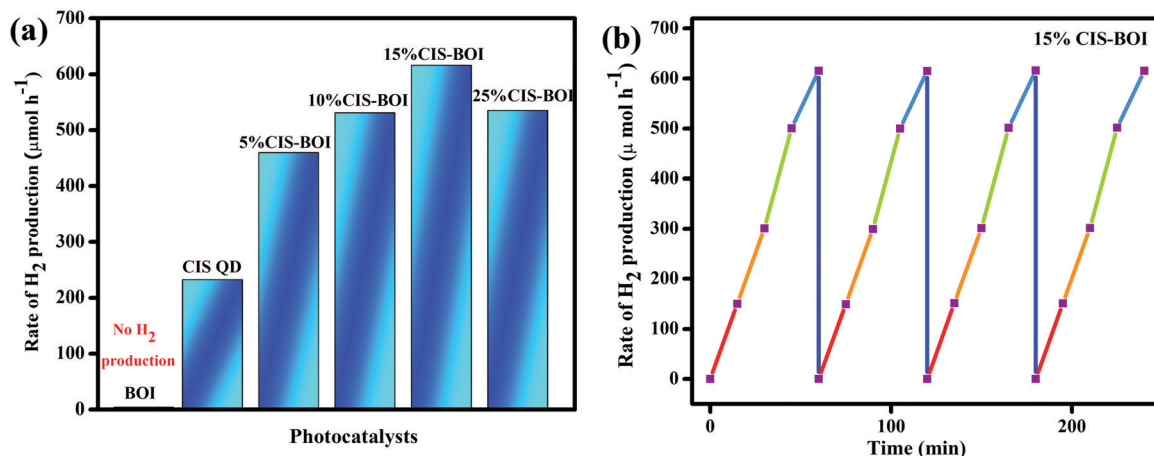 (a)
700
600
500
400
300
200
100
0
Rate of H2 production (μmol h-1)
No H2
production
BOI
CIS QD
5%CIS-BOI
10%CIS-BOI
15%CIS-BOI
25%CIS-BOI
Photocatalysts
(b)
15% CIS-BOI
700
600
500
400
300
200
100
0
Rate of H2 production (μ mol h-1)
0
100
200
Time (min)